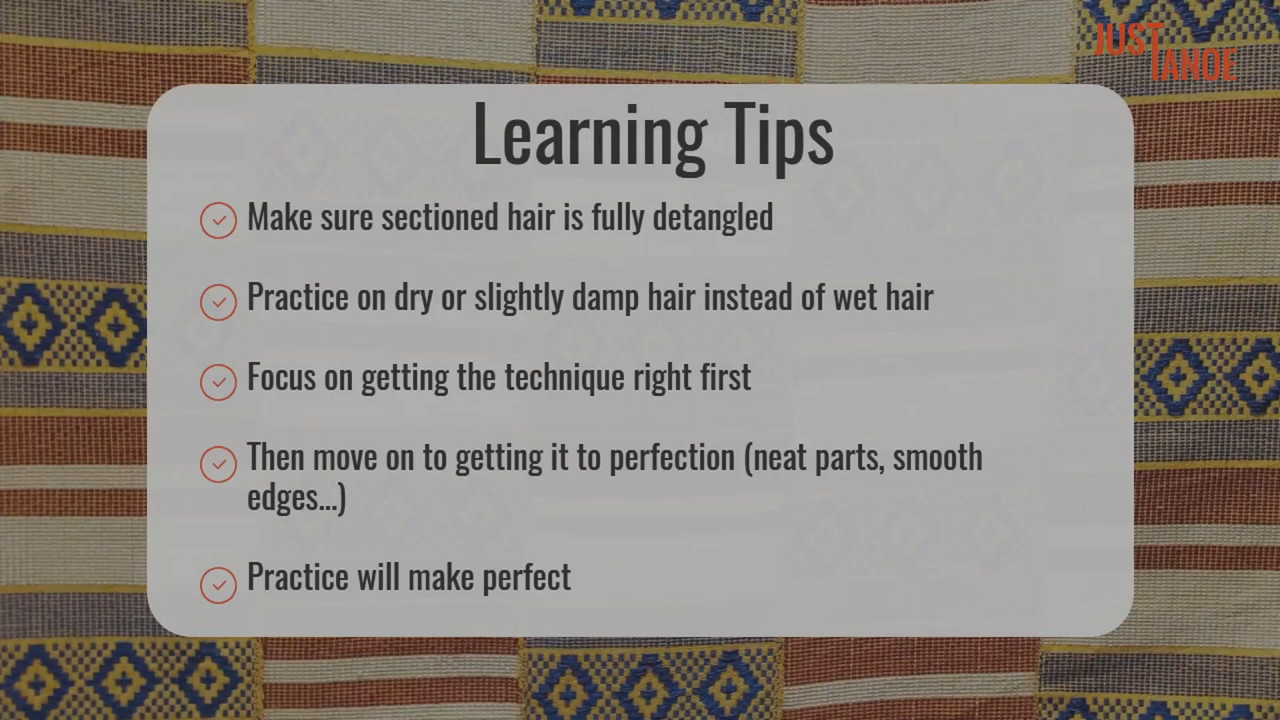 JUST
TANOE
Learning Tips
Make sure sectioned hair is fully detangled
Practice on dry or slightly damp hair instead of wet hair
Focus on getting the technique right first
Then move on to getting it to perfection (neat parts, smooth
edges...)
Practice will make perfect